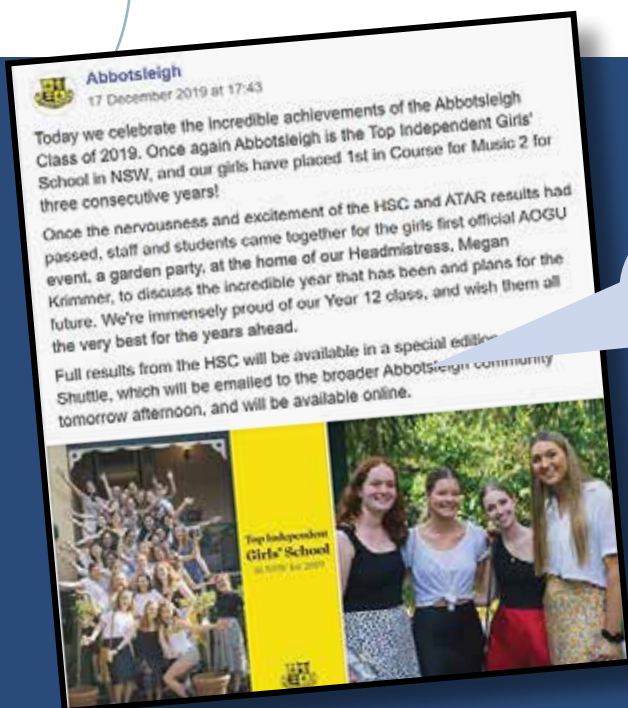 Abbotsleigh
17 December 2019 at 17:43
Today we celebrate the incredible achievements of the Abbotsleigh
Class of 2019. Once again Abbotsleigh is the Top Independent Girls'
School in NSW, and our girls have placed 1st in Course for Music 2 for
three consecutive years!
Once the nervousness and excitement of the HSC and ATAR results had
passed, staff and students came together for the girls first official AOGU
event, a garden party, at the home of our Headmistress, Megan
Krimmer, to discuss the incredible year that has been and plans for the
future. We're immensely proud of our Year 12 class, and wish them all
the very best for the years ahead.
Full results from the HSC will be available in a special edition
Shuttle, which will be emailed to the broader Abbotsleigh community
tomorrow afternoon, and will be available online.
Top Independent
Girls' School
in NSW for 2019